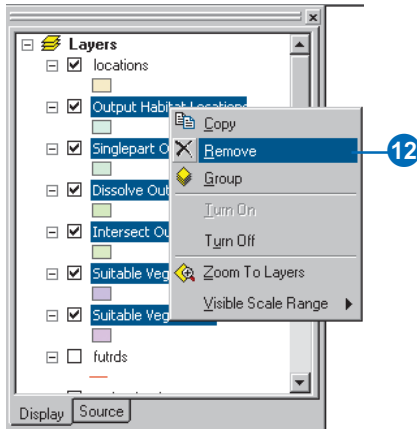 Layers
locations
Output Habitat Locations
Singlepart O
Dissolve Out
Intersect Ou
Suitable Veg
Suitable Veg
futrds
Copy
Remove
Group
Turn On
Turn Off
Zoom To Layers
Visible Scale Range
12
Display
Source